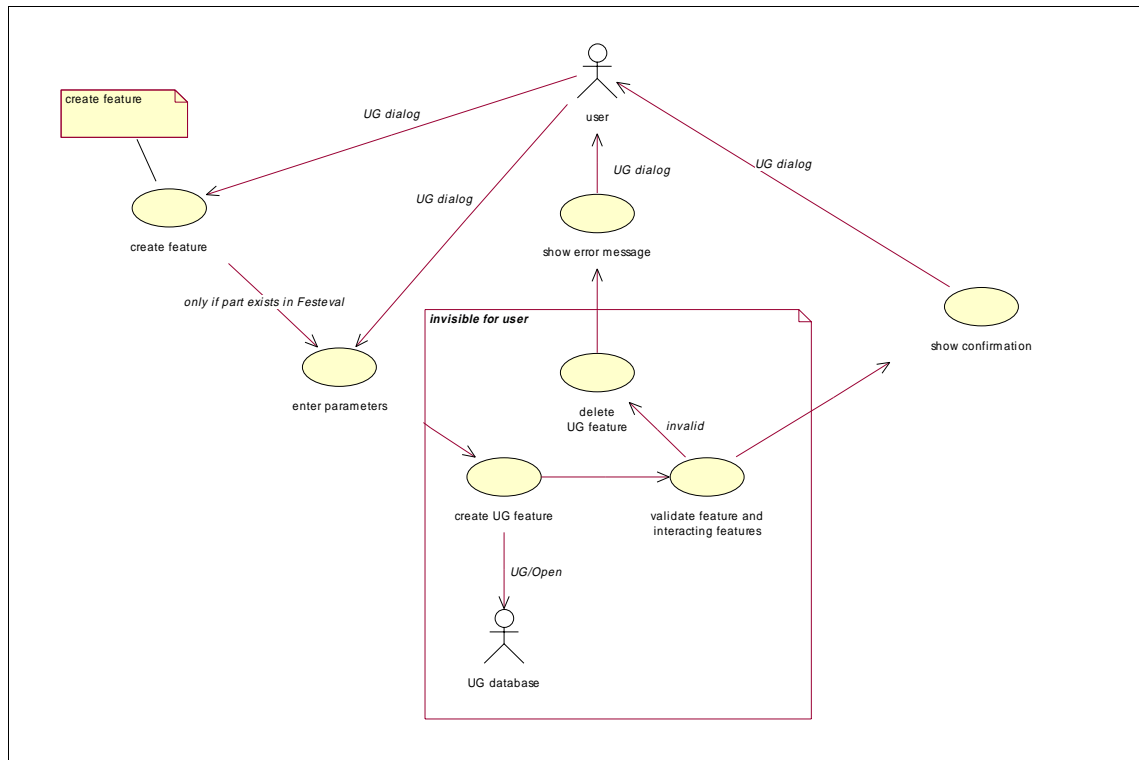 create feature
user
UG dialog
UG dialog
UG dialog
UG dialog
create feature
show error message
only if part exists in Festeval
invisible for user
show confirmation
enter parameters
delete
UG feature
invalid
create UG feature
validate feature and
interacting features
UG/Open
UG database